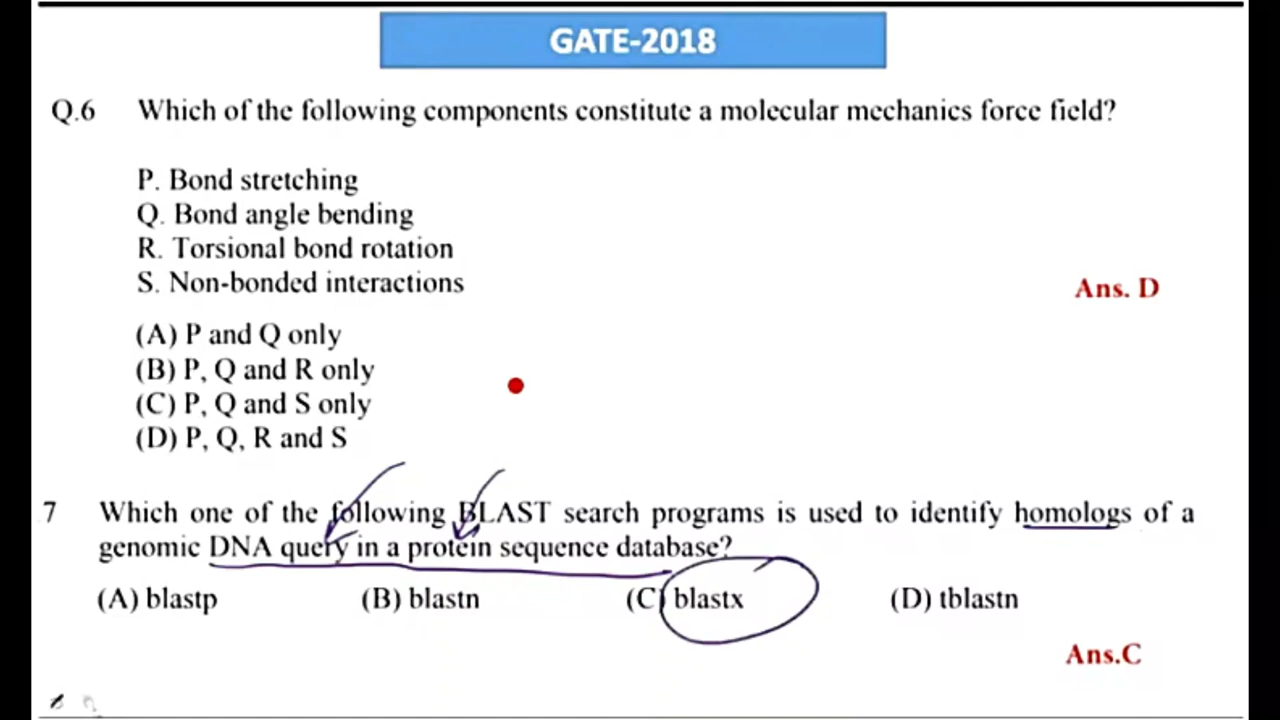 GATE-2018
Q.6 Which of the following components constitute a molecular mechanics force field?
P. Bond stretching
Q. Bond angle bending
R. Torsional bond rotation
S. Non-bonded interactions
Ans. D
(A) P and Q only
(B) P, Q and R only
(C) P, Q and S only
(D) P, Q, R and S
7 Which one of the following BLAST search programs is used to identify homologs of a
genomic DNA query in a protein sequence database?
(A) blastp (B) blastn (C) blastx (D) tblastn
Ans.C